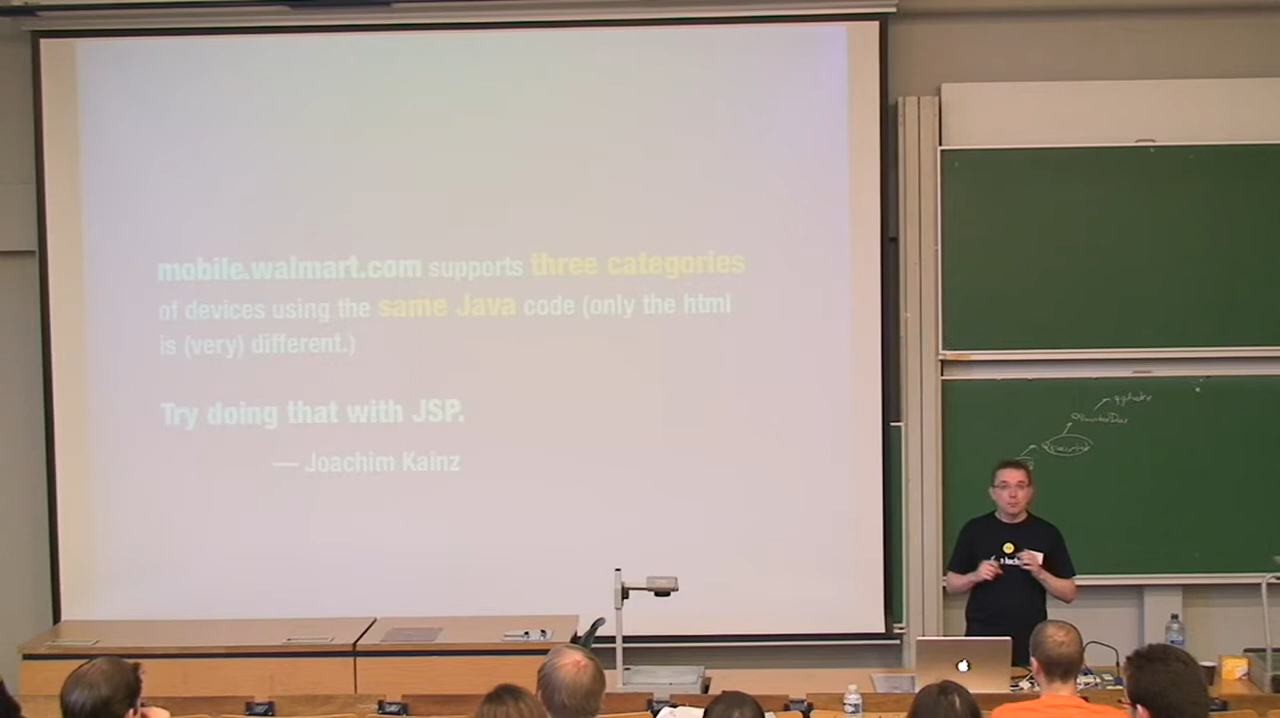 mobile.walmart.com supports three categories
of devices using the same Java code (only the html
is (very) different.)
Try doing that with JSP.
— Joachim Kainz